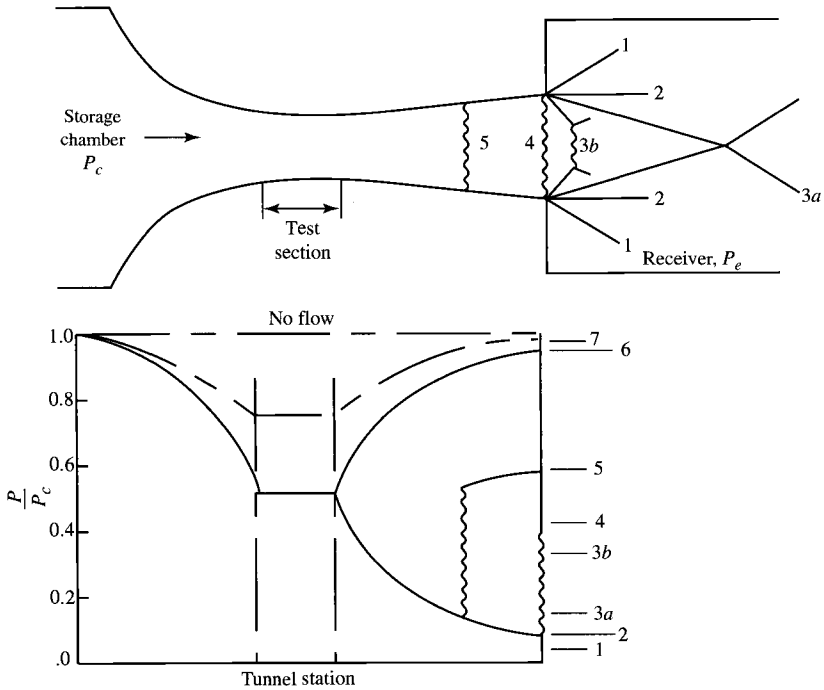 1
Storage
chamber
P_c
2
5
4
3b
2
3a
Test
section
1
Receiver, P_e
No flow
1.0
7
6
0.8
0.6
5
P
P_c
4
0.4
3b
0.2
3a
2
.0
1
Tunnel station